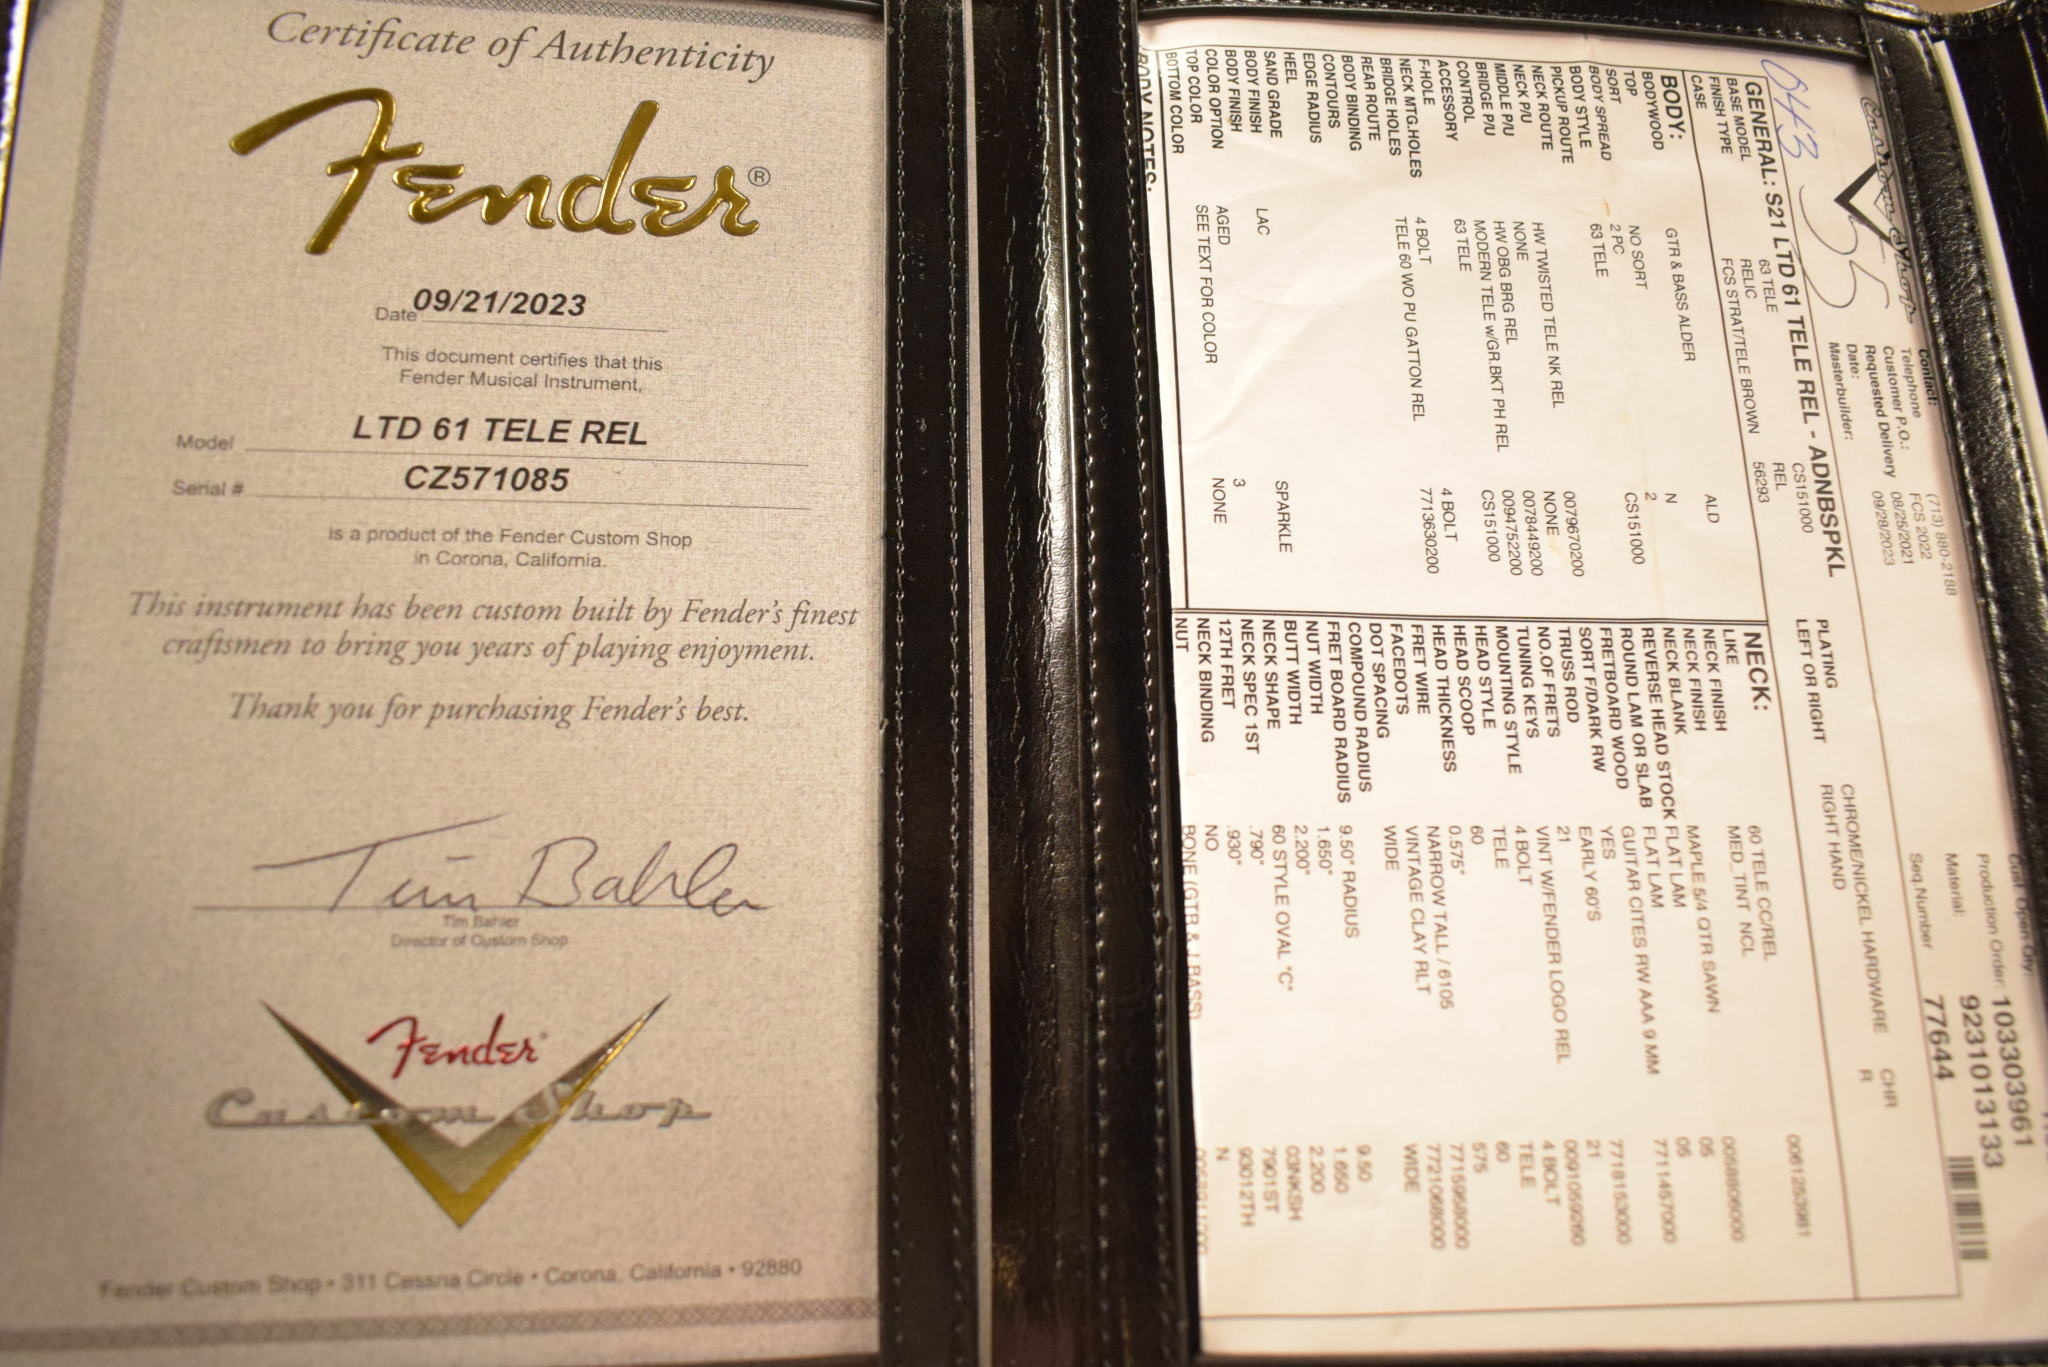 Certificate of Authenticity
Fender®
Date 09/21/2023
This document certifies that this
Fender Musical Instrument,
Model LTD 61 TELE REL
Serial # CZ571085
is a product of the Fender Custom Shop
in Corona, California.
This instrument has been custom built by Fender's finest
craftsmen to bring you years of playing enjoyment.
Thank you for purchasing Fender's best.
Tim Bahler
Tim Bahler
Director of Custom Shop
Fender
Custom Shop
Fender Custom Shop • 311 Cessna Circle • Corona, California • 92880
Custom Shop
Contact:
Telephone (713) 880-2188
Customer P.O.: FCS 2022
Requested Delivery 08/25/2021
Date: 09/28/2023
Masterbuilder:
Production Order: 103303961
Material: 9231013133
Seq.Number 77644
GENERAL: S21 LTD 61 TELE REL - ADNBSPKL
BASE MODEL 63 TELE CS151000
FINISH TYPE RELIC REL
CASE FCS STRAT/TELE BROWN 56293
PLATING CHROME/NICKEL HARDWARE CHR
LEFT OR RIGHT RIGHT HAND R
BODY:
BODYWOOD GTR & BASS ALDER ALD
TOP
SORT NO SORT N
BODY SPREAD 2 PC 2
BODY STYLE 63 TELE CS151000
PICKUP ROUTE
NECK ROUTE
NECK P/U HW TWISTED TELE NK REL 0079670200
MIDDLE P/U NONE NONE
BRIDGE P/U HW OBG BRG REL 0078449200
CONTROL MODERN TELE W/GR.BKT PH REL 0094752200
ACCESSORY 63 TELE CS151000
F-HOLE
NECK MTG.HOLES 4 BOLT 4 BOLT
BRIDGE HOLES TELE 60 WO PU GATTON REL 7713630200
REAR ROUTE
BODY BINDING
CONTOURS
EDGE RADIUS
HEEL
SAND GRADE
BODY FINISH LAC SPARKLE
BODY FINISH
COLOR OPTION AGED 3
TOP COLOR SEE TEXT FOR COLOR NONE
BOTTOM COLOR
BODY NOTES:
NECK:
LIKE 60 TELE CC/REL
NECK FINISH MED_TINT NCL
NECK FINISH
NECK BLANK MAPLE 5/4 QTR SAWN
REVERSE HEAD STOCK FLAT LAM
ROUND LAM OR SLAB FLAT LAM
FRETBOARD WOOD GUITAR CITES RW AAA 9 MM
SORT F/DARK RW YES
TRUSS ROD EARLY 60'S
NO.OF FRETS 21 21
TUNING KEYS VINT W/FENDER LOGO REL
MOUNTING STYLE 4 BOLT 4 BOLT
HEAD STYLE TELE TELE
HEAD SCOOP 60 60
HEAD THICKNESS 0.575" 575
FRET WIRE NARROW TALL / 6105
FACEDOTS VINTAGE CLAY RLT
DOT SPACING WIDE WIDE
COMPOUND RADIUS
FRET BOARD RADIUS 9.50" RADIUS 9.50
NUT WIDTH 1.650" 1.650
BUTT WIDTH 2.200" 2.200
NECK SHAPE 60 STYLE OVAL "C"
NECK SPEC 1ST .790" 7901ST
12TH FRET .930" 93012TH
NECK BINDING NO N
NUT BONE (GTR & J BASS)